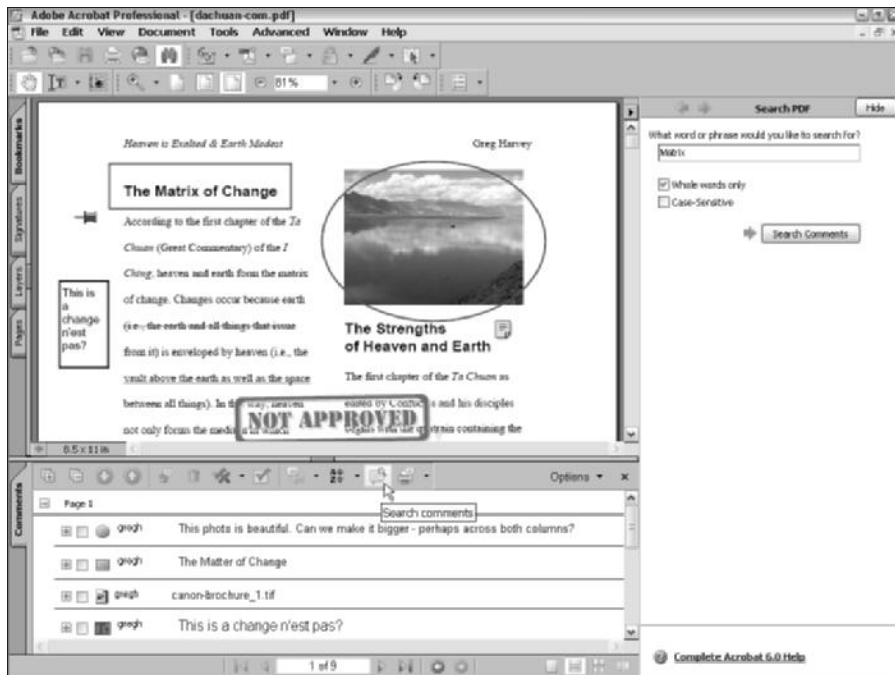 Adobe Acrobat Professional - [dachuan-com.pdf]
File Edit View Document Tools Advanced Window Help
81%
Bookmarks
Signatures
Layers
Pages
Heaven is Exalted & Earth Modest
Greg Harvey
The Matrix of Change
According to the first chapter of the Ta
Chuan (Great Commentary) of the I
Ching, heaven and earth form the matrix
of change. Changes occur because earth
(i.e., the earth and all things that issue
from it) is enveloped by heaven (i.e., the
vault above the earth as well as the space
between all things). In this way, heaven
not only forms the medium in which
This is
a
change
n'est
pas?
The Strengths
of Heaven and Earth
The first chapter of the Ta Chuan as
edited by Confucius and his disciples
begins with the containing the
NOT APPROVED
8.5 x 11 in
Search PDF
Hide
What word or phrase would you like to search for?
Matrix
Whole words only
Case-Sensitive
Search Comments
Comments
Options
Search comments
Page 1
gregh This photo is beautiful. Can we make it bigger - perhaps across both columns?
gregh The Matter of Change
gregh canon-brochure_1.tif
gregh This is a change n'est pas?
1 of 9
Complete Acrobat 6.0 Help